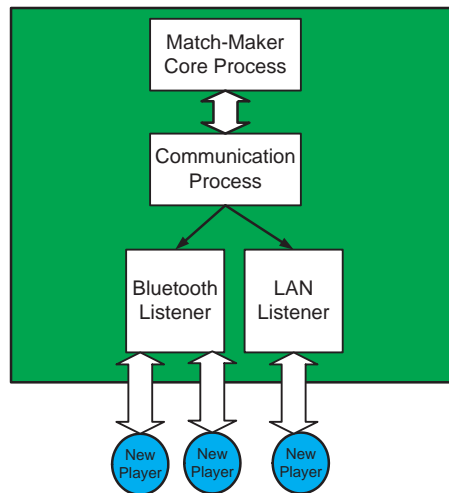 Match-Maker
Core Process
Communication
Process
Bluetooth
Listener
LAN
Listener
New
Player
New
Player
New
Player